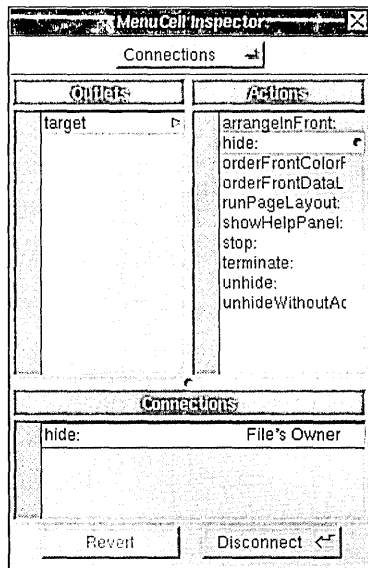 MenuCell Inspector
Connections
Outlets
Actions
target
arrangeInFront:
hide:
orderFrontColorF
orderFrontDataL
runPageLayout:
showHelpPanel:
stop:
terminate:
unhide:
unhideWithoutAc
Connections
hide: File's Owner
Revert
Disconnect